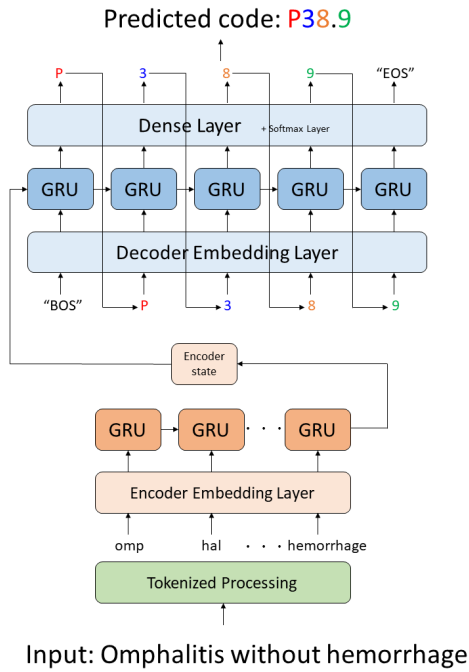 Predicted code: P38.9
P 3 8 9 “EOS”
Dense Layer + Softmax Layer
GRU GRU GRU GRU GRU
Decoder Embedding Layer
“BOS” P 3 8 9
Encoder
state
GRU GRU · · · GRU
Encoder Embedding Layer
omp hal · · · hemorrhage
Tokenized Processing
Input: Omphalitis without hemorrhage